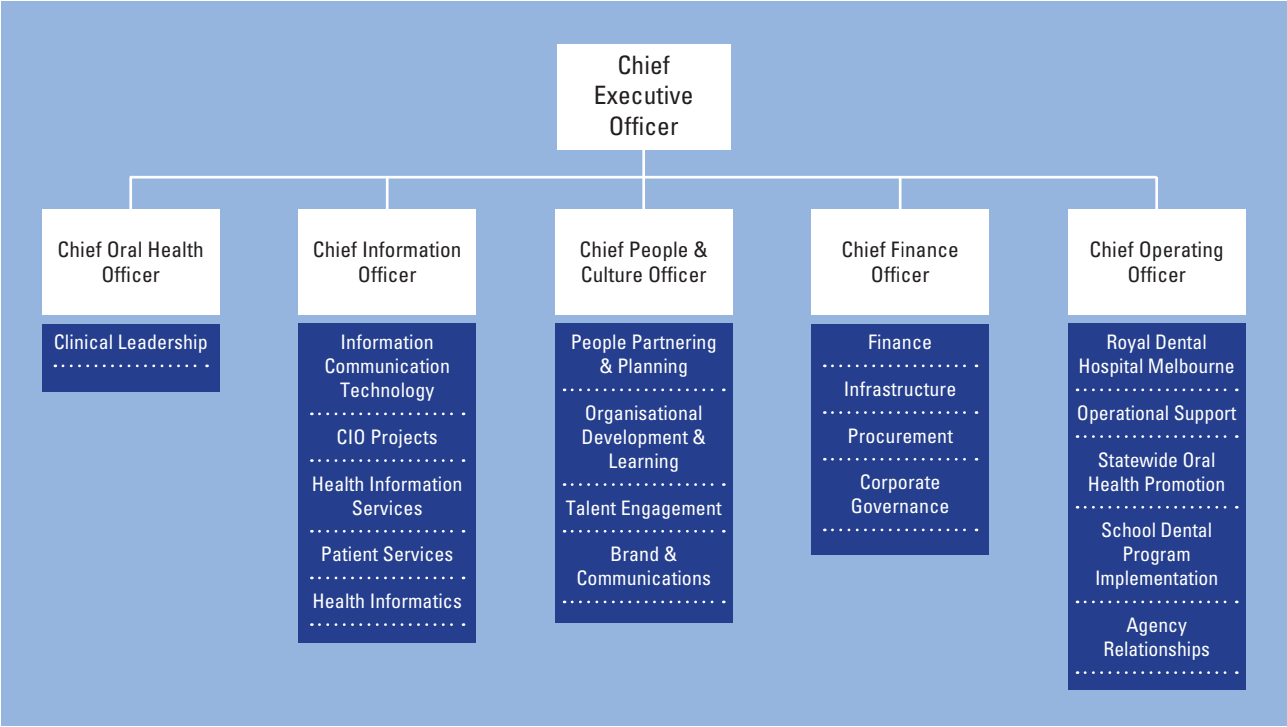 Chief
Executive
Officer
Chief Oral Health
Officer
Clinical Leadership
Chief Information
Officer
Information
Communication
Technology
CIO Projects
Health Information
Services
Patient Services
Health Informatics
Chief People &
Culture Officer
People Partnering
& Planning
Organisational
Development &
Learning
Talent Engagement
Brand &
Communications
Chief Finance
Officer
Finance
Infrastructure
Procurement
Corporate
Governance
Chief Operating
Officer
Royal Dental
Hospital Melbourne
Operational Support
Statewide Oral
Health Promotion
School Dental
Program
Implementation
Agency
Relationships